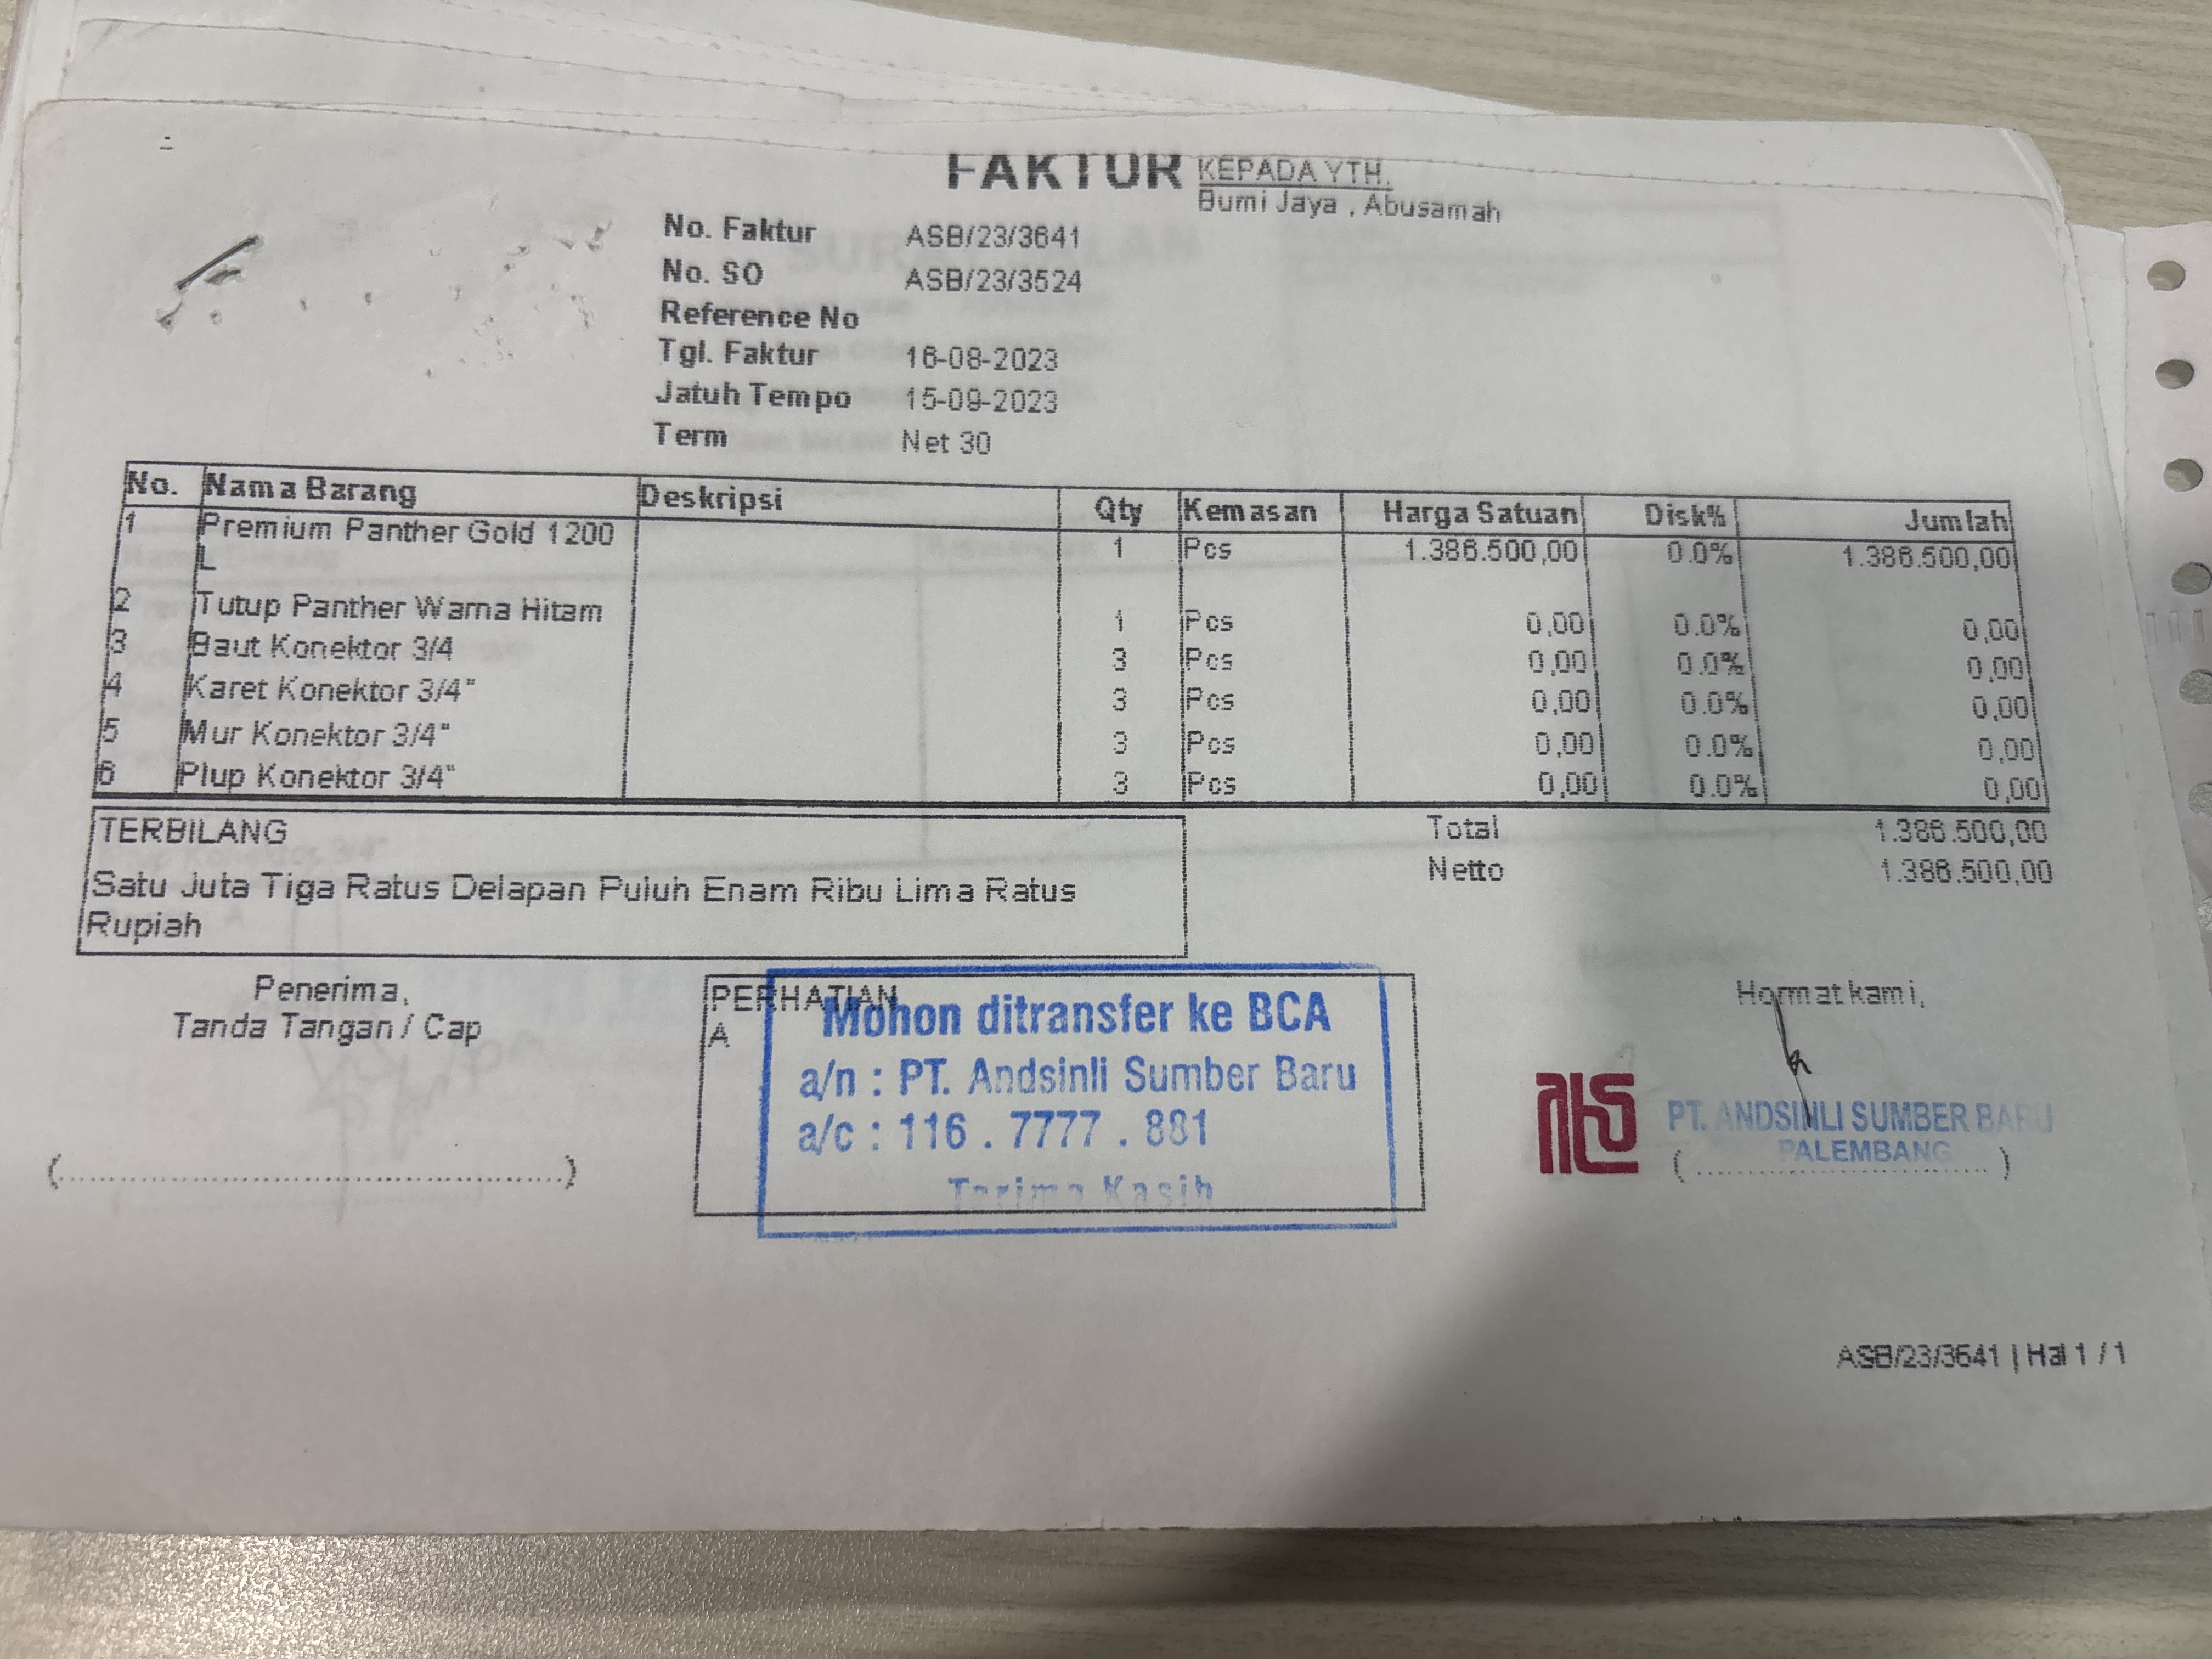 FAKTUR
KEPADA YTH.
Bumi Jaya , Abusamah
No. Faktur ASB/23/3641
No. SO ASB/23/3524
Reference No
Tgl. Faktur 16-08-2023
Jatuh Tempo 15-09-2023
Term Net 30
No. Nama Barang Deskripsi Qty Kemasan Harga Satuan Disk% Jumlah
1 Premium Panther Gold 1200 1 Pcs 1.386.500,00 0.0% 1.386.500,00
L
2 Tutup Panther Warna Hitam 1 Pcs 0,00 0.0% 0,00
3 Baut Konektor 3/4 3 Pcs 0,00 0.0% 0,00
4 Karet Konektor 3/4" 3 Pcs 0,00 0.0% 0,00
5 Mur Konektor 3/4" 3 Pcs 0,00 0.0% 0,00
6 Plup Konektor 3/4" 3 Pcs 0,00 0.0% 0,00
TERBILANG
Satu Juta Tiga Ratus Delapan Puluh Enam Ribu Lima Ratus
Rupiah
Total 1.386.500,00
Netto 1.386.500,00
Penerima,
Tanda Tangan / Cap
(........................................................)
PERHATIAN
A
Mohon ditransfer ke BCA
a/n : PT. Andsinli Sumber Baru
a/c : 116 . 7777 . 881
Terima Kasih
Hormat kami,
PT. ANDSINLI SUMBER BARU
PALEMBANG
(....................................)
ASB/23/3641 | Hal 1 / 1